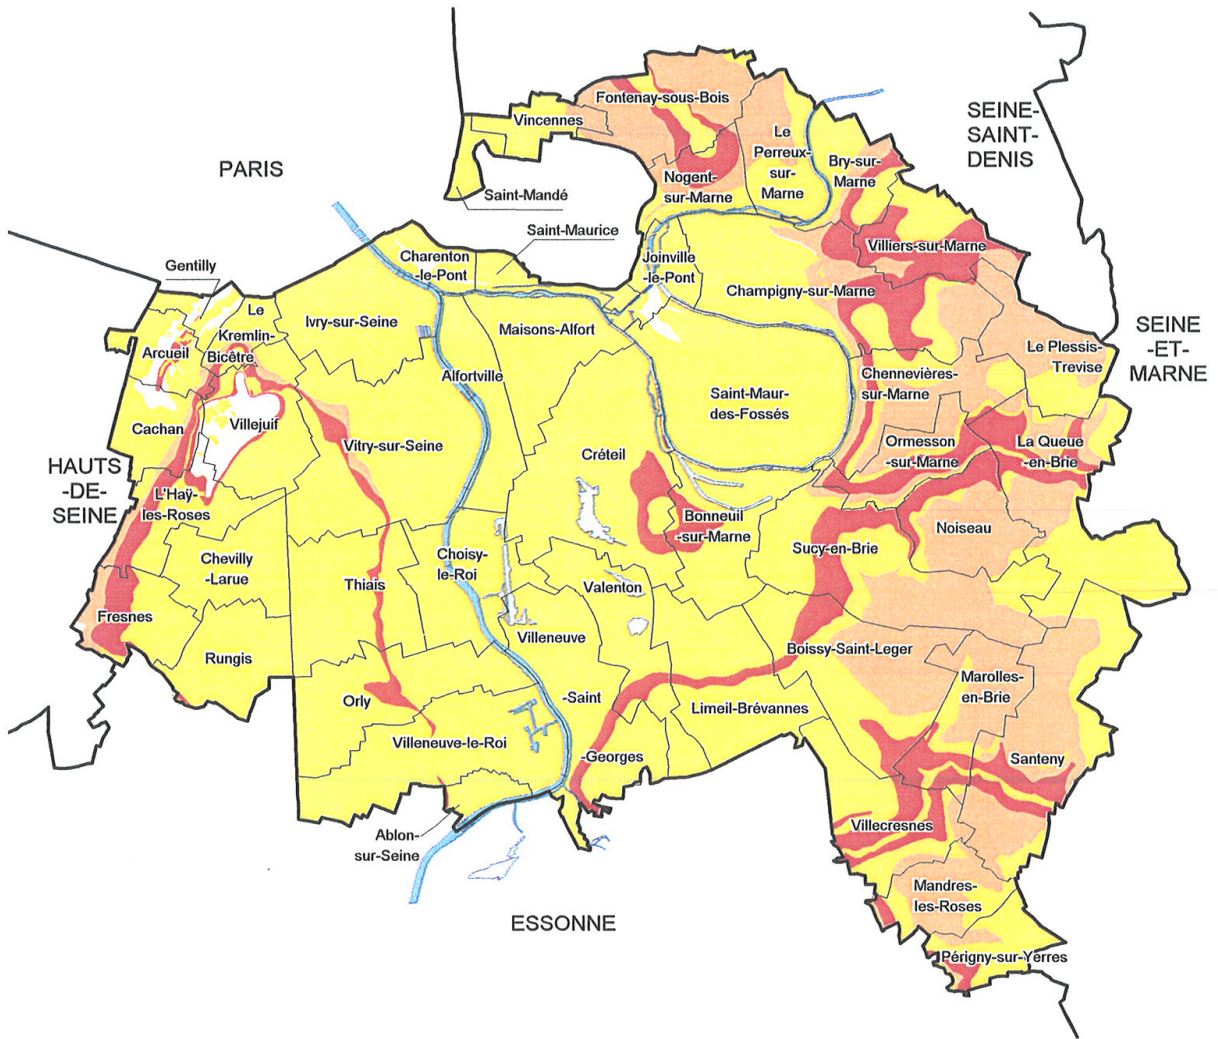 Fontenay-sous-Bois
SEINE-
SAINT-
DENIS
Vincennes
Le
Perreux-
sur-
Marne
PARIS
Bry-sur-
Marne
Nogent-
sur-Marne
Saint-Mandé
Saint-Maurice
Villiers-sur-Marne
Charenton
-le-Pont
Joinville
-le-Pont
Gentilly
Champigny-sur-Marne
Le
Kremlin-
Bicêtre
Ivry-sur-Seine
Maisons-Alfort
SEINE
-ET-
MARNE
Arcueil
Le Plessis-
Trevise
Alfortville
Chennevières-
sur-Marne
Saint-Maur-
des-Fossés
Cachan
Villejuif
Vitry-sur-Seine
Ormesson
-sur-Marne
La Queue
-en-Brie
Créteil
HAUTS
-DE-
SEINE
L'Haÿ-
les-Roses
Bonneuil
-sur-Marne
Noiseau
Sucy-en-Brie
Chevilly
-Larue
Choisy-
le-Roi
Thiais
Valenton
Fresnes
Villeneuve
-Saint
-Georges
Rungis
Boissy-Saint-Leger
Marolles-
en-Brie
Orly
Limeil-Brévannes
Villeneuve-le-Roi
Santeny
Ablon-
sur-Seine
Villecresnes
Mandres-
les-Roses
ESSONNE
Périgny-sur-Yerres